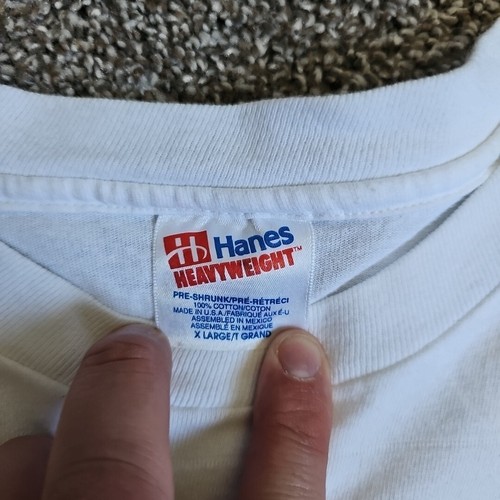 Hanes
HEAVYWEIGHT™
PRE-SHRUNK/PRÉ-RÉTRÉCI
100% COTTON/COTON
MADE IN U.S.A./FABRIQUÉ AUX É-U
ASSEMBLED IN MEXICO
ASSEMBLÉ EN MEXIQUE
X LARGE/T GRAND